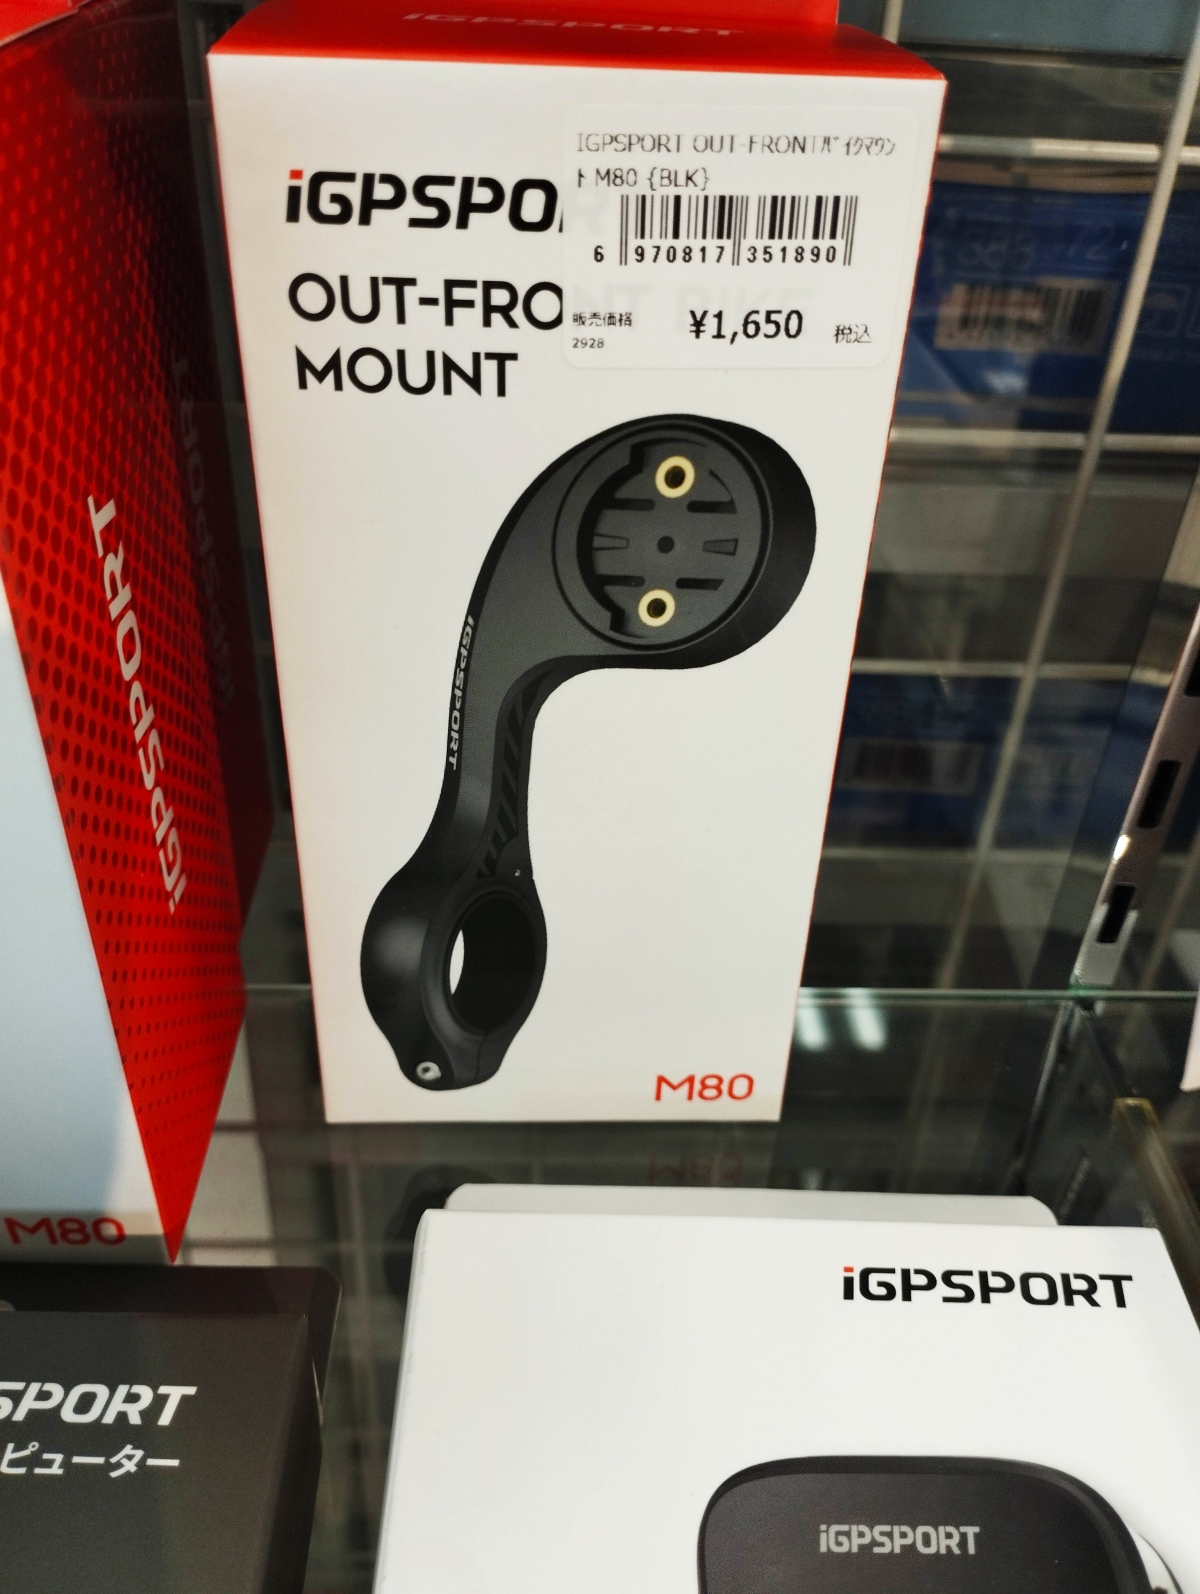 iGPSPORT
IGPSPORT OUT-FRONTバイクマウン
ト M80 {BLK}
6 970817 351890
販売価格
2928
¥1,650 税込
iGPSPOR
OUT-FRONT BIKE
MOUNT
iGPSPORT
M80
iGPSPORT
M80
SPORT
ピューター
iGPSPORT
iGPSPORT